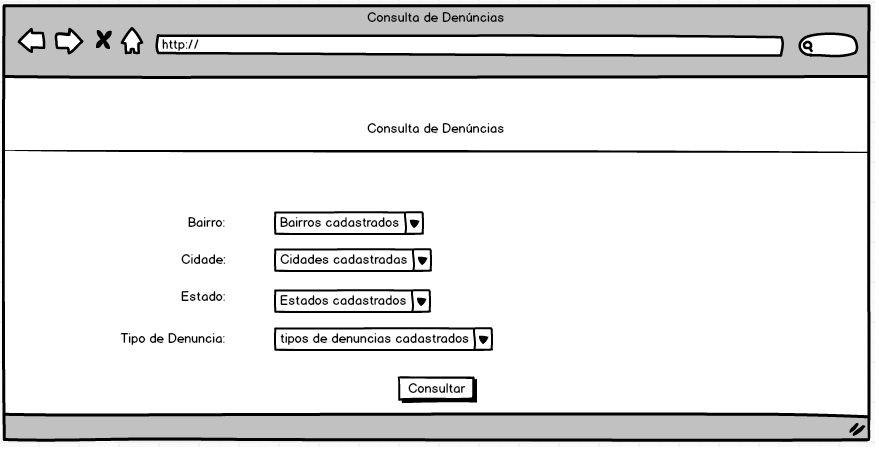 Consulta de Denúncias
http://
Consulta de Denúncias
Bairro: Bairros cadastrados
Cidade: Cidades cadastradas
Estado: Estados cadastrados
Tipo de Denuncia: tipos de denuncias cadastrados
Consultar